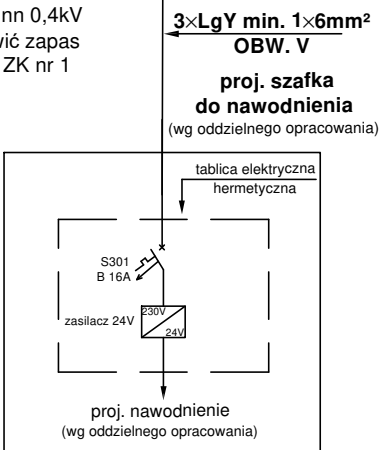 nn 0,4kV
wić zapas
ZK nr 1
3×LgY min. 1×6mm²
OBW. V
proj. szafka
do nawodnienia
(wg oddzielnego opracowania)
tablica elektryczna
hermetyczna
S301
B 16A
zasilacz 24V
230V
24V
proj. nawodnienie
(wg oddzielnego opracowania)